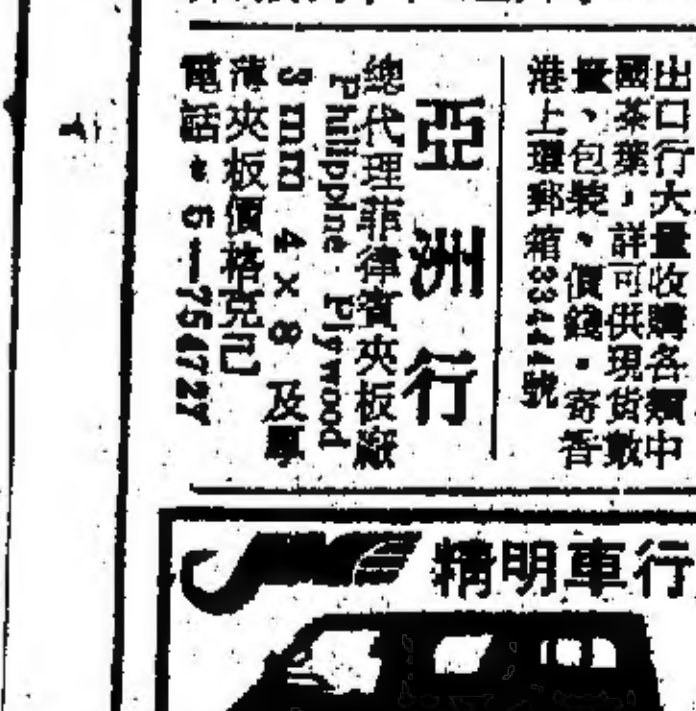 出口行大量收購各類中
國茶葉，詳可供現貨數
量、包裝、價錢，寄香
港上環郵箱33444號
亞洲行
總代理菲律賓夾板廠
Philippine Plywood
3mm 4×8 及
薄夾板價格克己
電話：5—754727
精明車行